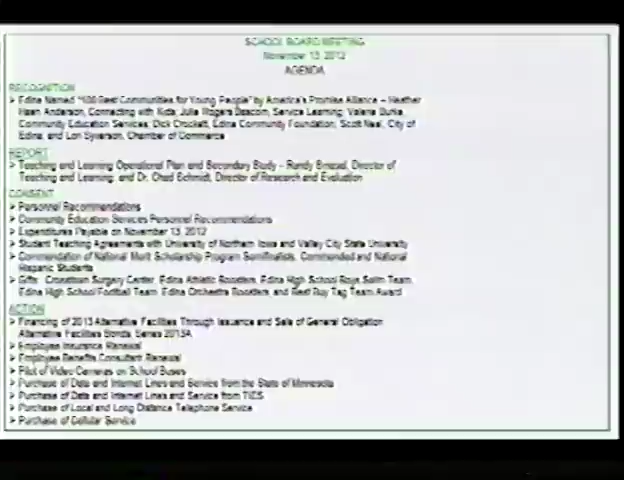 SCHOOL BOARD MEETING
November 13, 2012
AGENDA
RECOGNITION
➢ Edina Named "100 Best Communities for Young People" by America's Promise Alliance – Heather
Anderson, Connecting with Kids; Julie Rogers Bascom, Service Learning; Valerie Burke,
Community Education Services; Dick Crockett, Edina Community Foundation; Scott Neal, City of
Edina; and Lori Syverson, Chamber of Commerce
REPORT
➢ Teaching and Learning Operational Plan and Secondary Study – Randy Director of
Teaching and Learning; and Dr. Chad Schmidt, Director of Research and Evaluation
CONSENT
➢ Personnel Recommendations
➢ Community Education Services Personnel Recommendations
➢ Expenditures Payable on November 13, 2012
➢ Student Teaching Agreements with University of Northern Iowa and Valley City State University
➢ Commendation of National Merit Scholarship Program Semifinalists, Commended and National
Hispanic Students
➢ Gifts: Crosstown Surgery Center, Edina Athletic Boosters, Edina High School Boys Swim Team,
Edina High School Football Team, Edina Orchestra Boosters, and Best Buy Tag Team Award
ACTION
➢ Financing of 2013 Alternative Facilities Through Issuance and Sale of General Obligation
Alternative Facilities Bonds, Series 2013A
➢ Employee Insurance Renewal
➢ Employee Benefits Consultant Renewal
➢ Pilot of Video Cameras on School Buses
➢ Purchase of Data and Internet Lines and Service from the State of Minnesota
➢ Purchase of Data and Internet Lines and Service from TIES
➢ Purchase of Local and Long Distance Telephone Service
➢ Purchase of Cellular Service